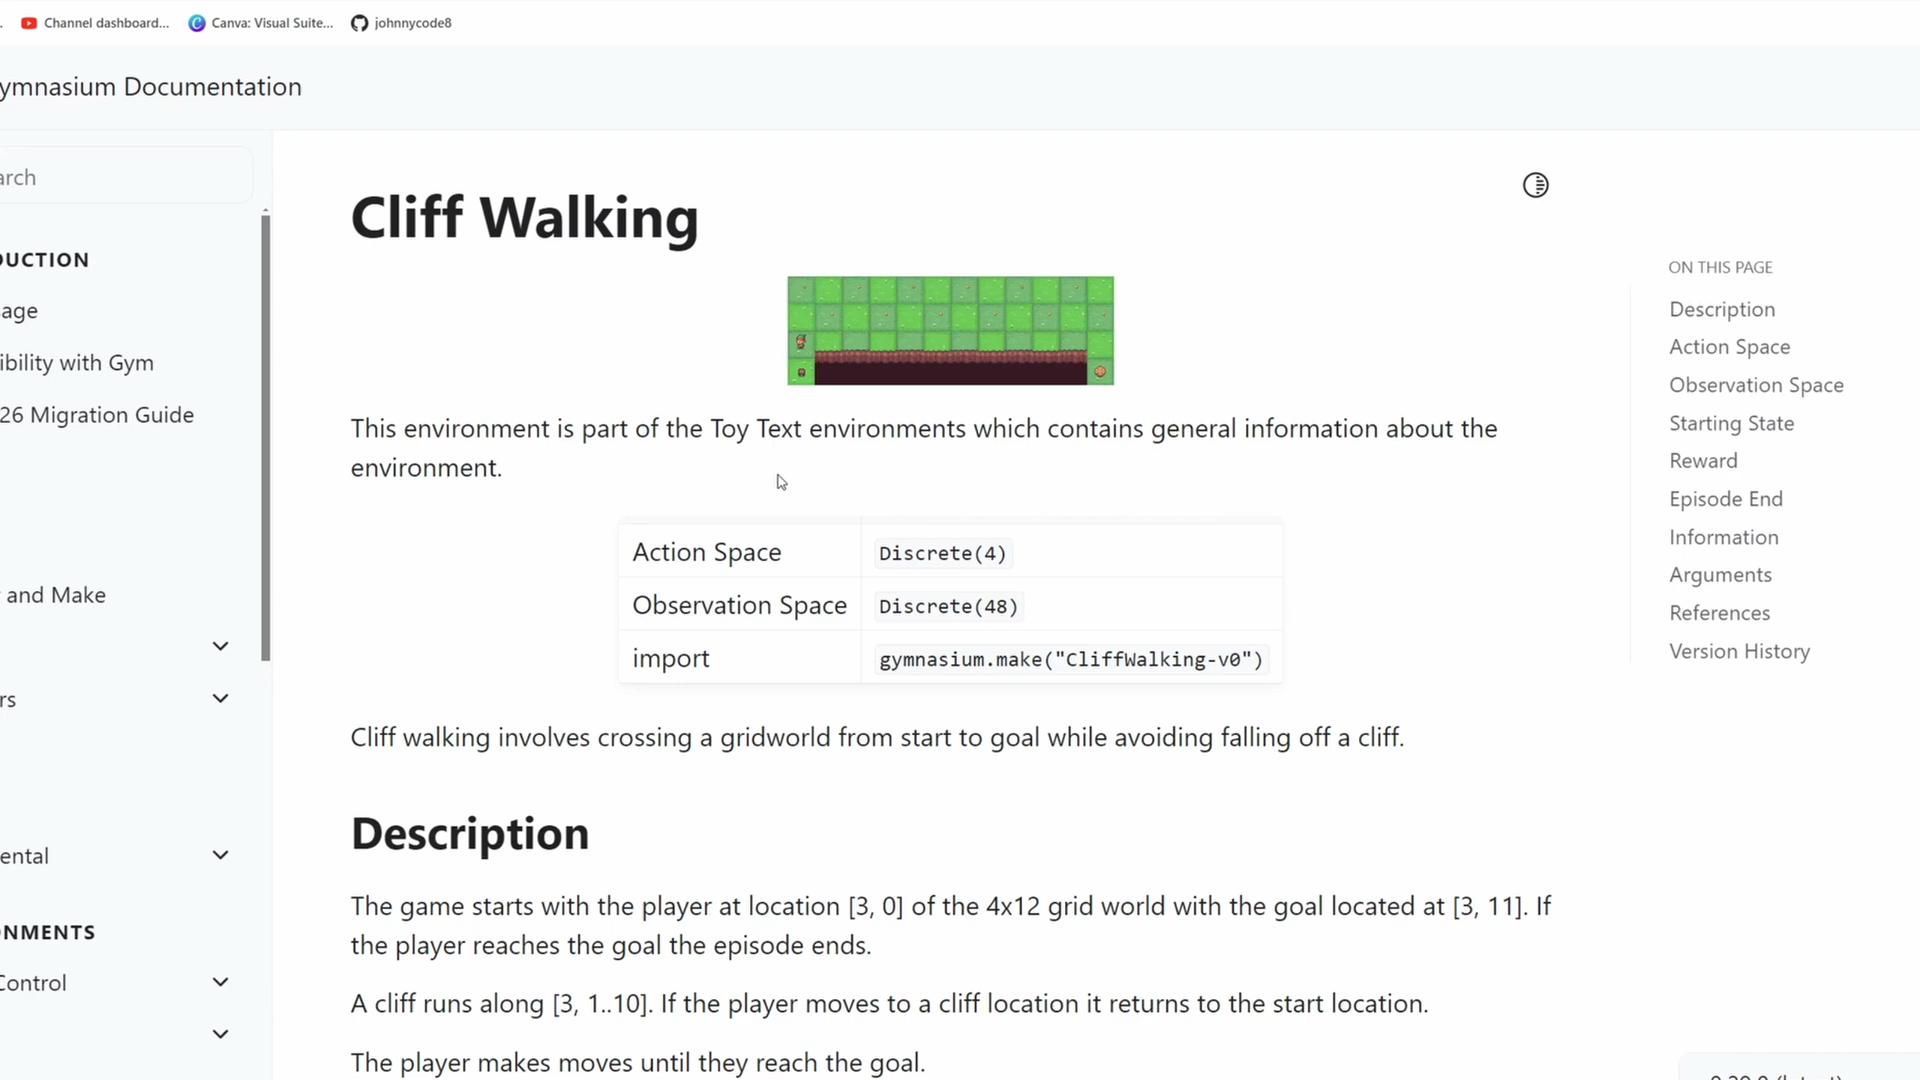 Channel dashboard...
Canva: Visual Suite...
johnnycode8
ymnasium Documentation
arch
DUCTION
age
ibility with Gym
26 Migration Guide
and Make
rs
ental
ONMENTS
Control
Cliff Walking
This environment is part of the Toy Text environments which contains general information about the
environment.
Action Space Discrete(4)
Observation Space Discrete(48)
import gymnasium.make("CliffWalking-v0")
Cliff walking involves crossing a gridworld from start to goal while avoiding falling off a cliff.
Description
The game starts with the player at location [3, 0] of the 4x12 grid world with the goal located at [3, 11]. If
the player reaches the goal the episode ends.
A cliff runs along [3, 1..10]. If the player moves to a cliff location it returns to the start location.
The player makes moves until they reach the goal.
ON THIS PAGE
Description
Action Space
Observation Space
Starting State
Reward
Episode End
Information
Arguments
References
Version History